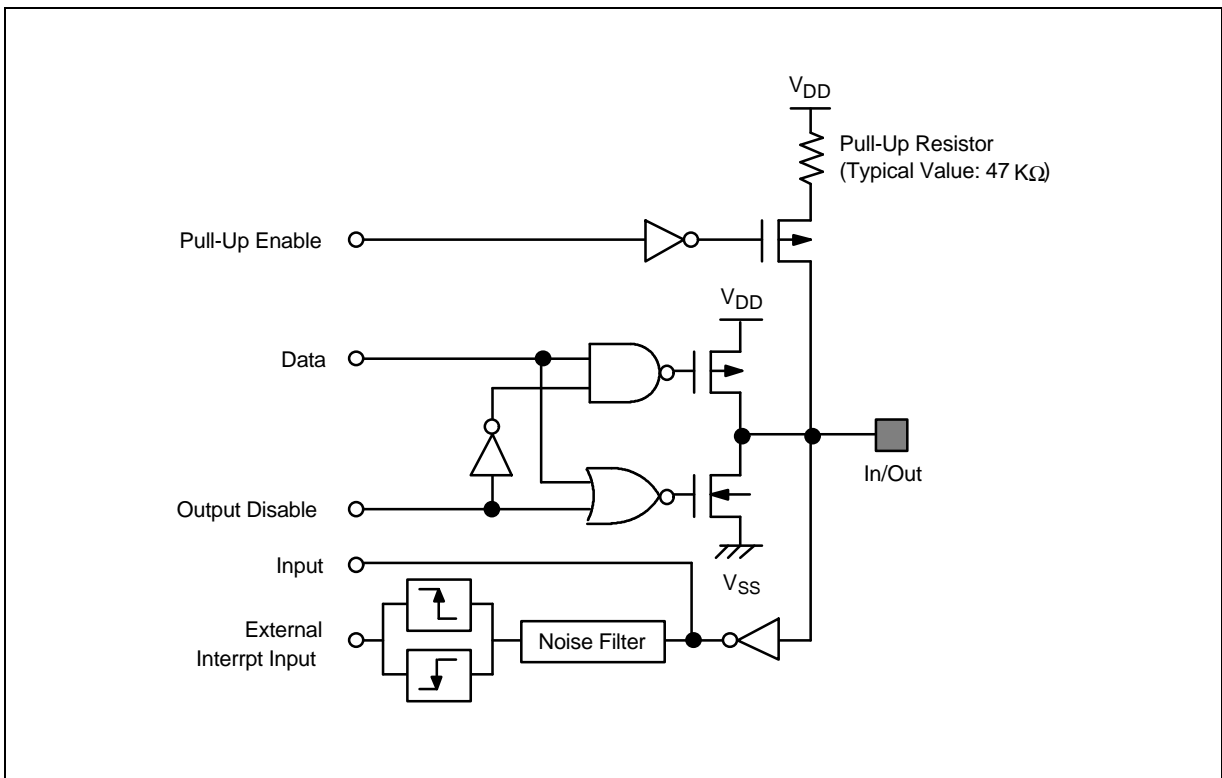 VDD
Pull-Up Resistor
(Typical Value: 47 KΩ)
Pull-Up Enable
VDD
Data
In/Out
Output Disable
Input
VSS
External
Interrpt Input
Noise Filter